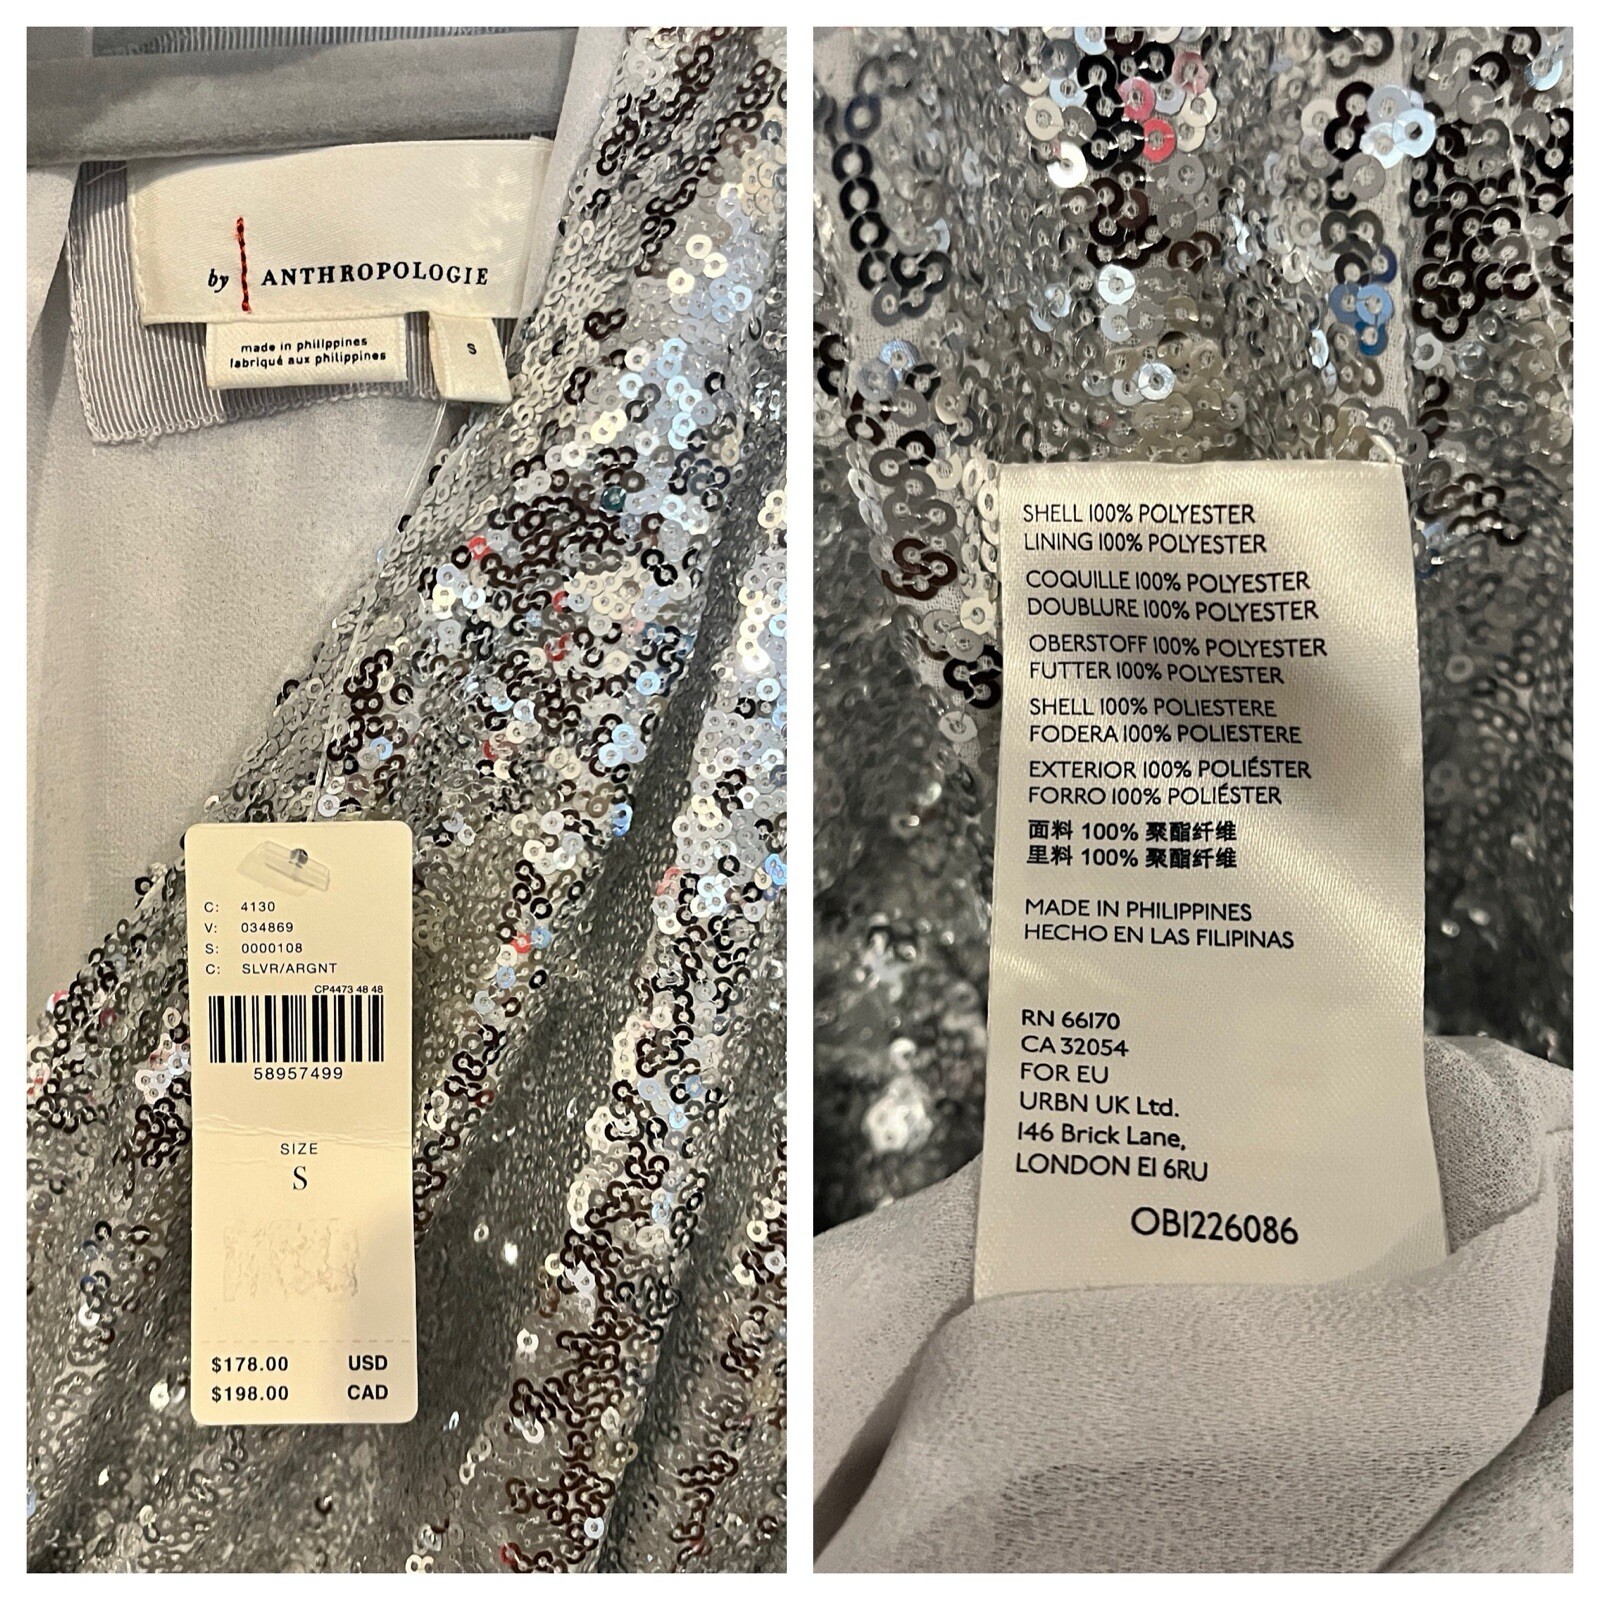 by ANTHROPOLOGIE
made in philippines
fabriqué aux philippines
S
C: 4130
V: 034869
S: 0000108
C: SLVR/ARGNT
CP4473 48 48
58957499
SIZE
S
$178.00 USD
$198.00 CAD
SHELL 100% POLYESTER
LINING 100% POLYESTER
COQUILLE 100% POLYESTER
DOUBLURE 100% POLYESTER
OBERSTOFF 100% POLYESTER
FUTTER 100% POLYESTER
SHELL 100% POLIESTERE
FODERA 100% POLIESTERE
EXTERIOR 100% POLIÉSTER
FORRO 100% POLIÉSTER
面料 100% 聚酯纤维
里料 100% 聚酯纤维
MADE IN PHILIPPINES
HECHO EN LAS FILIPINAS
RN 66170
CA 32054
FOR EU
URBN UK Ltd.
146 Brick Lane,
LONDON E1 6RU
OB1226086